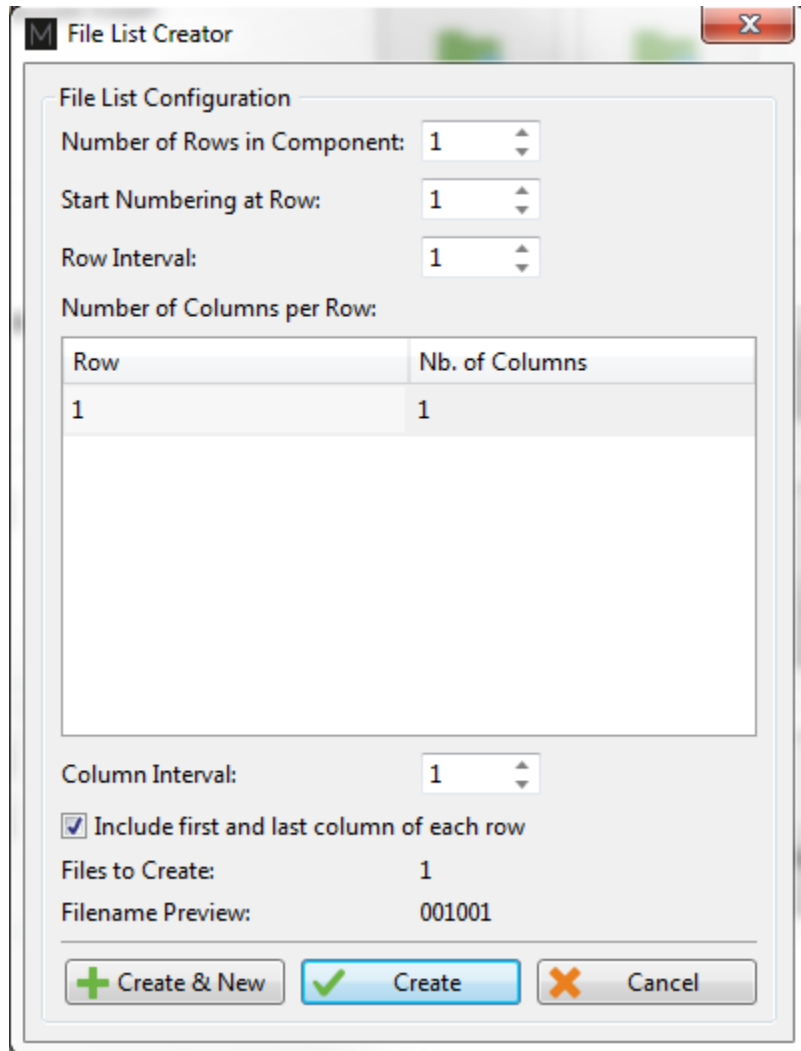 M File List Creator
File List Configuration
Number of Rows in Component: 1
Start Numbering at Row: 1
Row Interval: 1
Number of Columns per Row:
Row Nb. of Columns
1 1
Column Interval: 1
Include first and last column of each row
Files to Create: 1
Filename Preview: 001001
Create & New Create Cancel